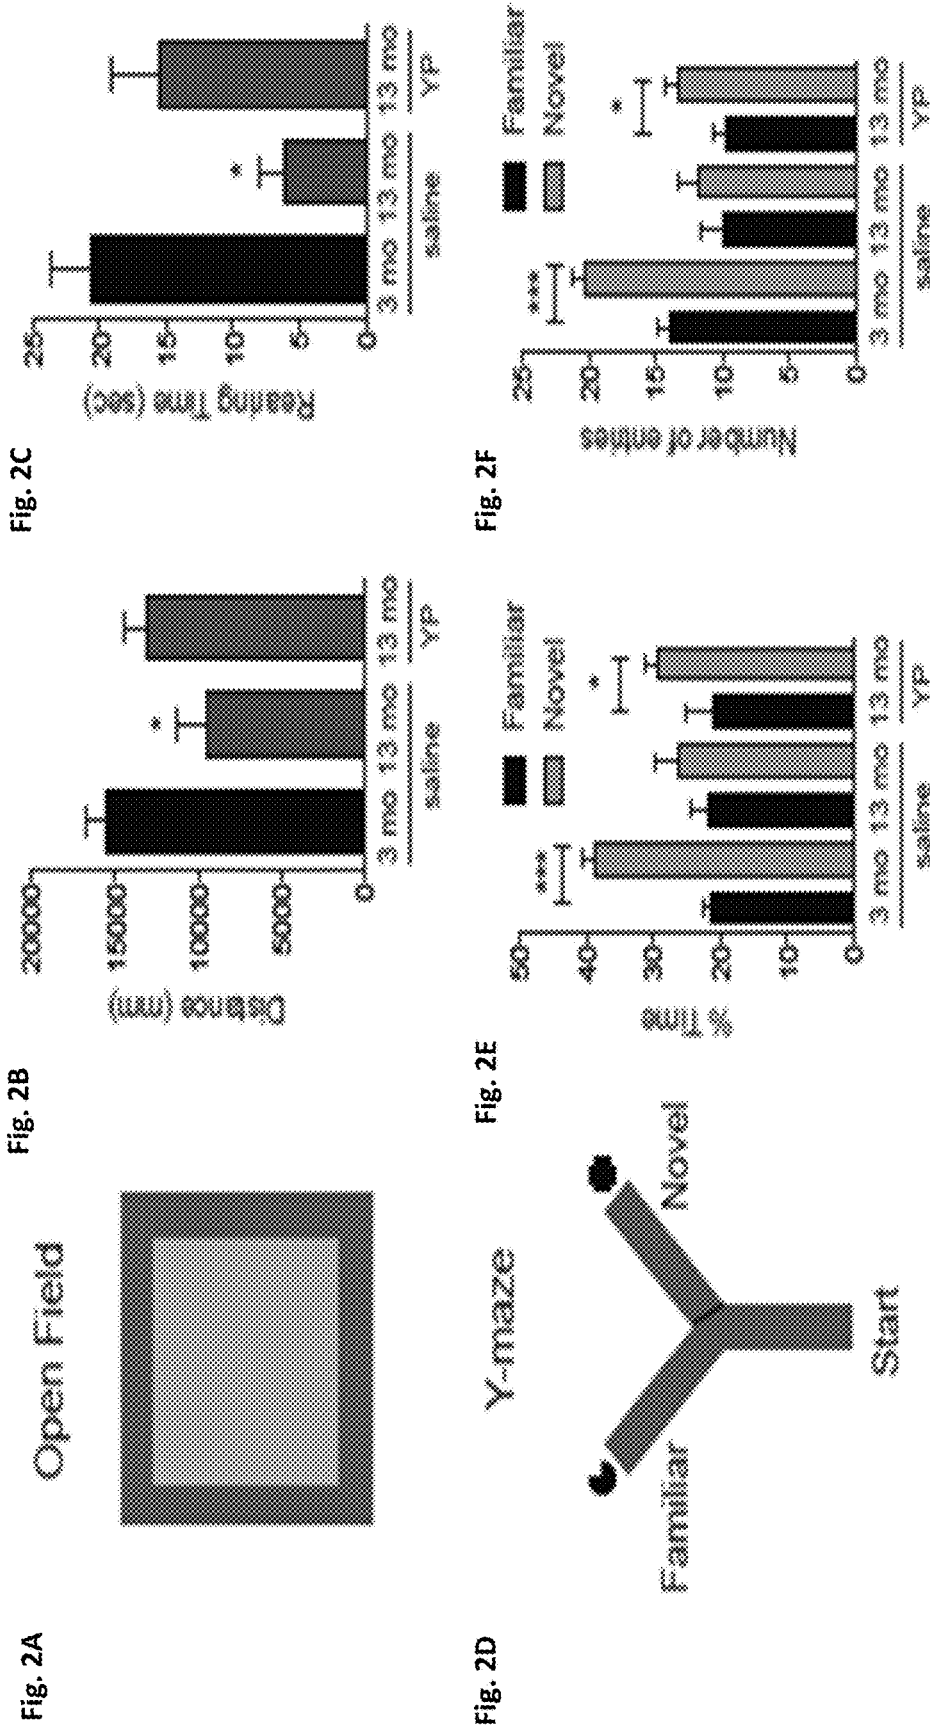 Fig. 2A
Open Field
Fig. 2B
Distance (mm)
20000
15000
10000
5000
0
*
3 mo 13 mo 13 mo
saline YP
Fig. 2C
Rearing Time (sec)
25
20
15
10
5
0
*
3 mo 13 mo 13 mo
saline YP
Fig. 2D
Y-maze
Familiar
Novel
Start
Fig. 2E
% Time
50
40
30
20
10
0
Familiar
Novel
***
*
3 mo 13 mo 13 mo
saline YP
Fig. 2F
Number of entries
25
20
15
10
5
0
Familiar
Novel
***
*
3 mo 13 mo 13 mo
saline YP